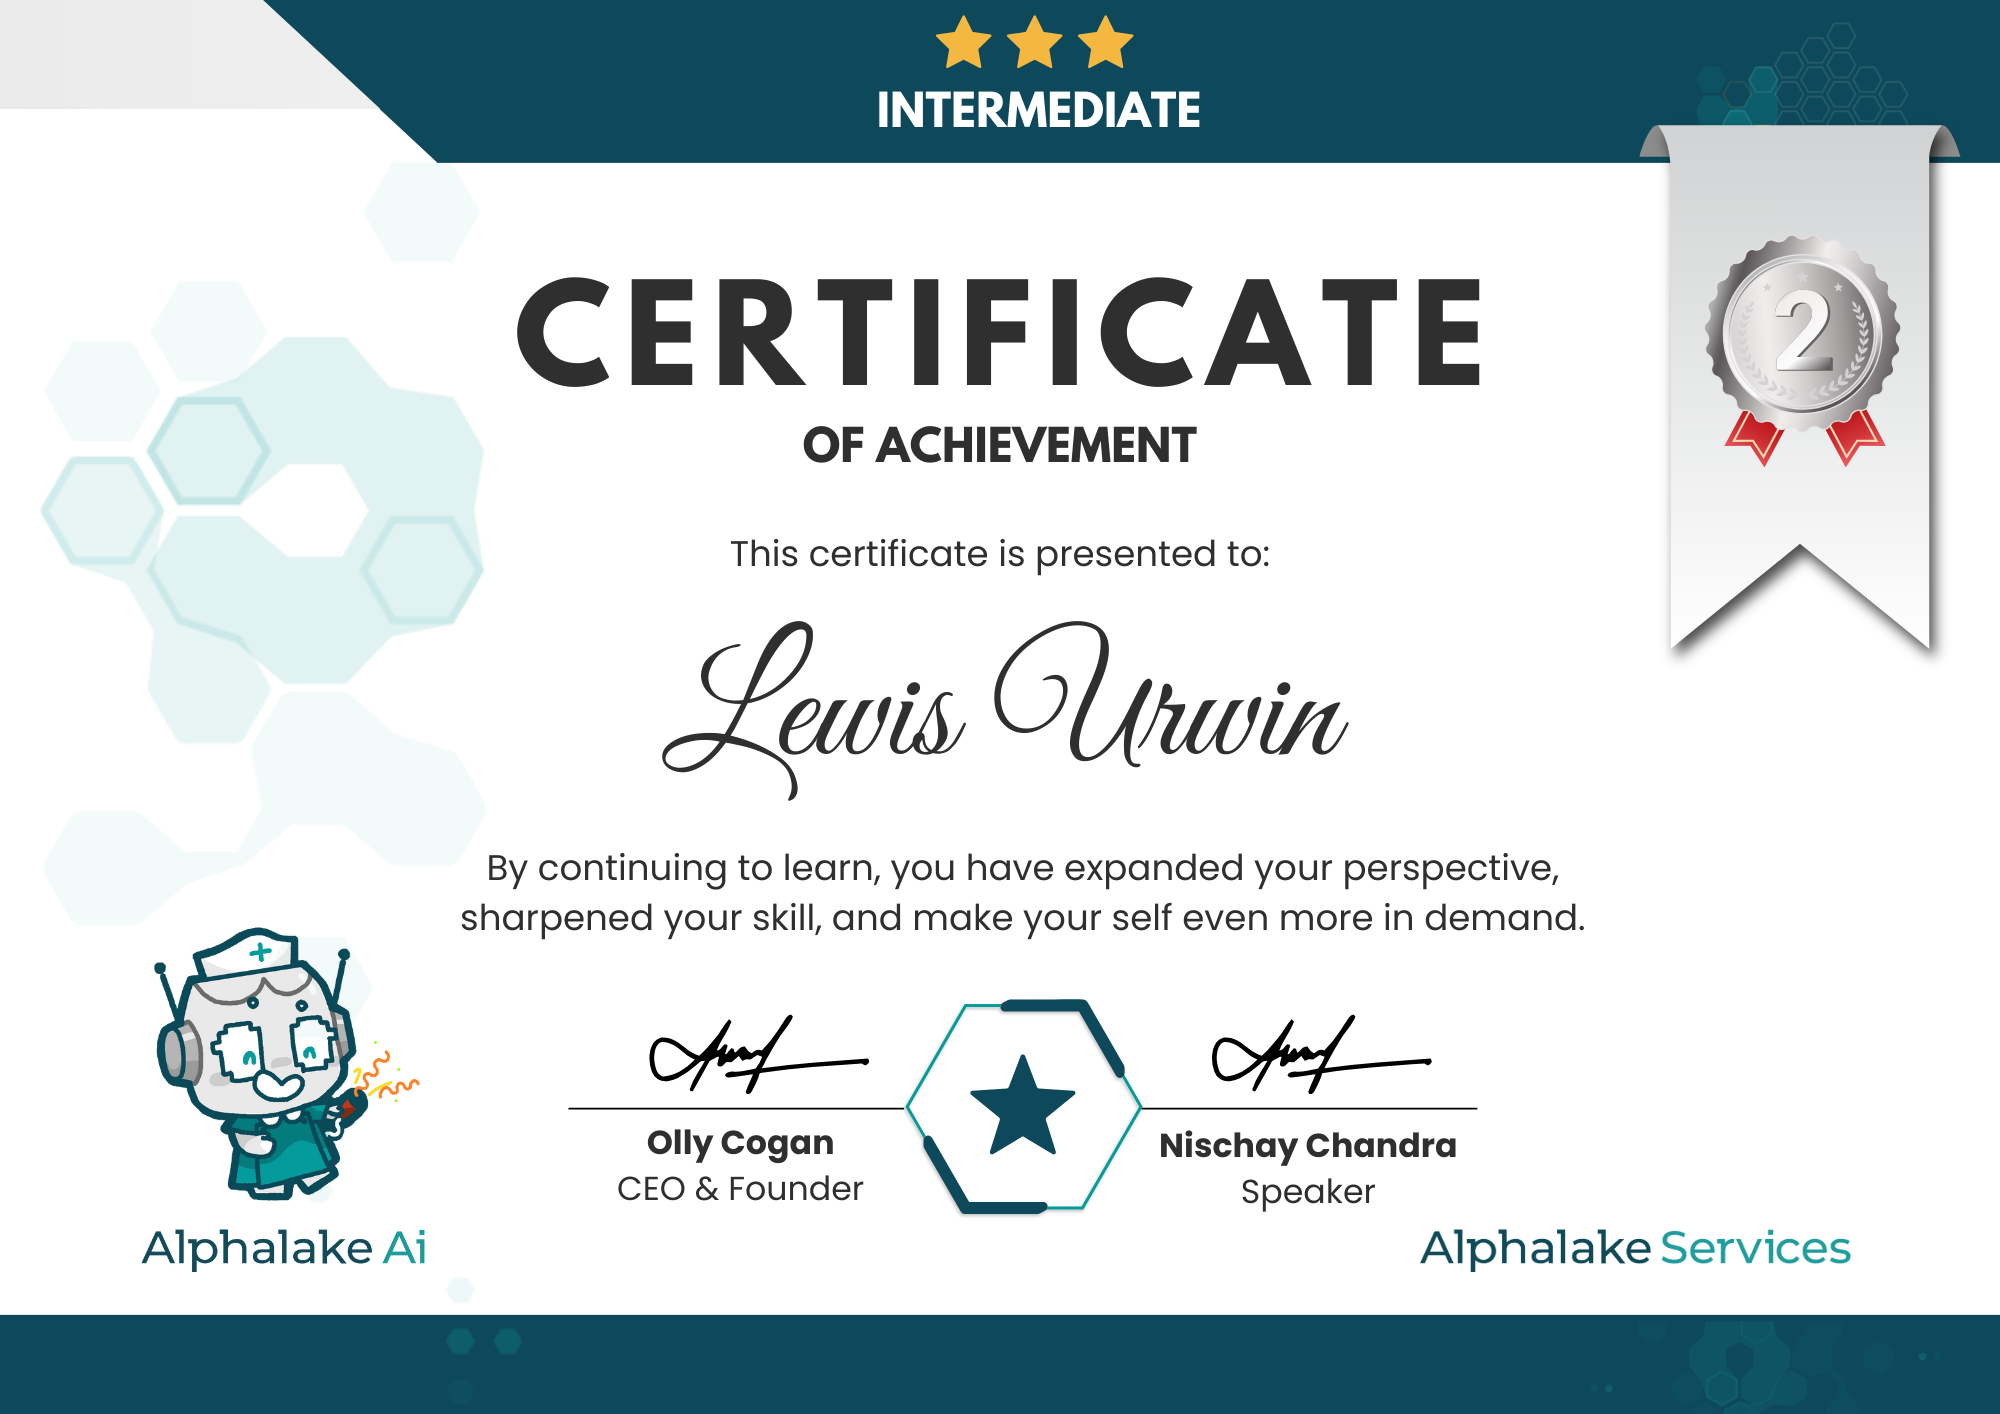 INTERMEDIATE
2
CERTIFICATE
OF ACHIEVEMENT
This certificate is presented to:
Lewis Urwin
By continuing to learn, you have expanded your perspective,
sharpened your skill, and make your self even more in demand.
Olly Cogan
CEO & Founder
Nischay Chandra
Speaker
Alphalake Ai
Alphalake Services